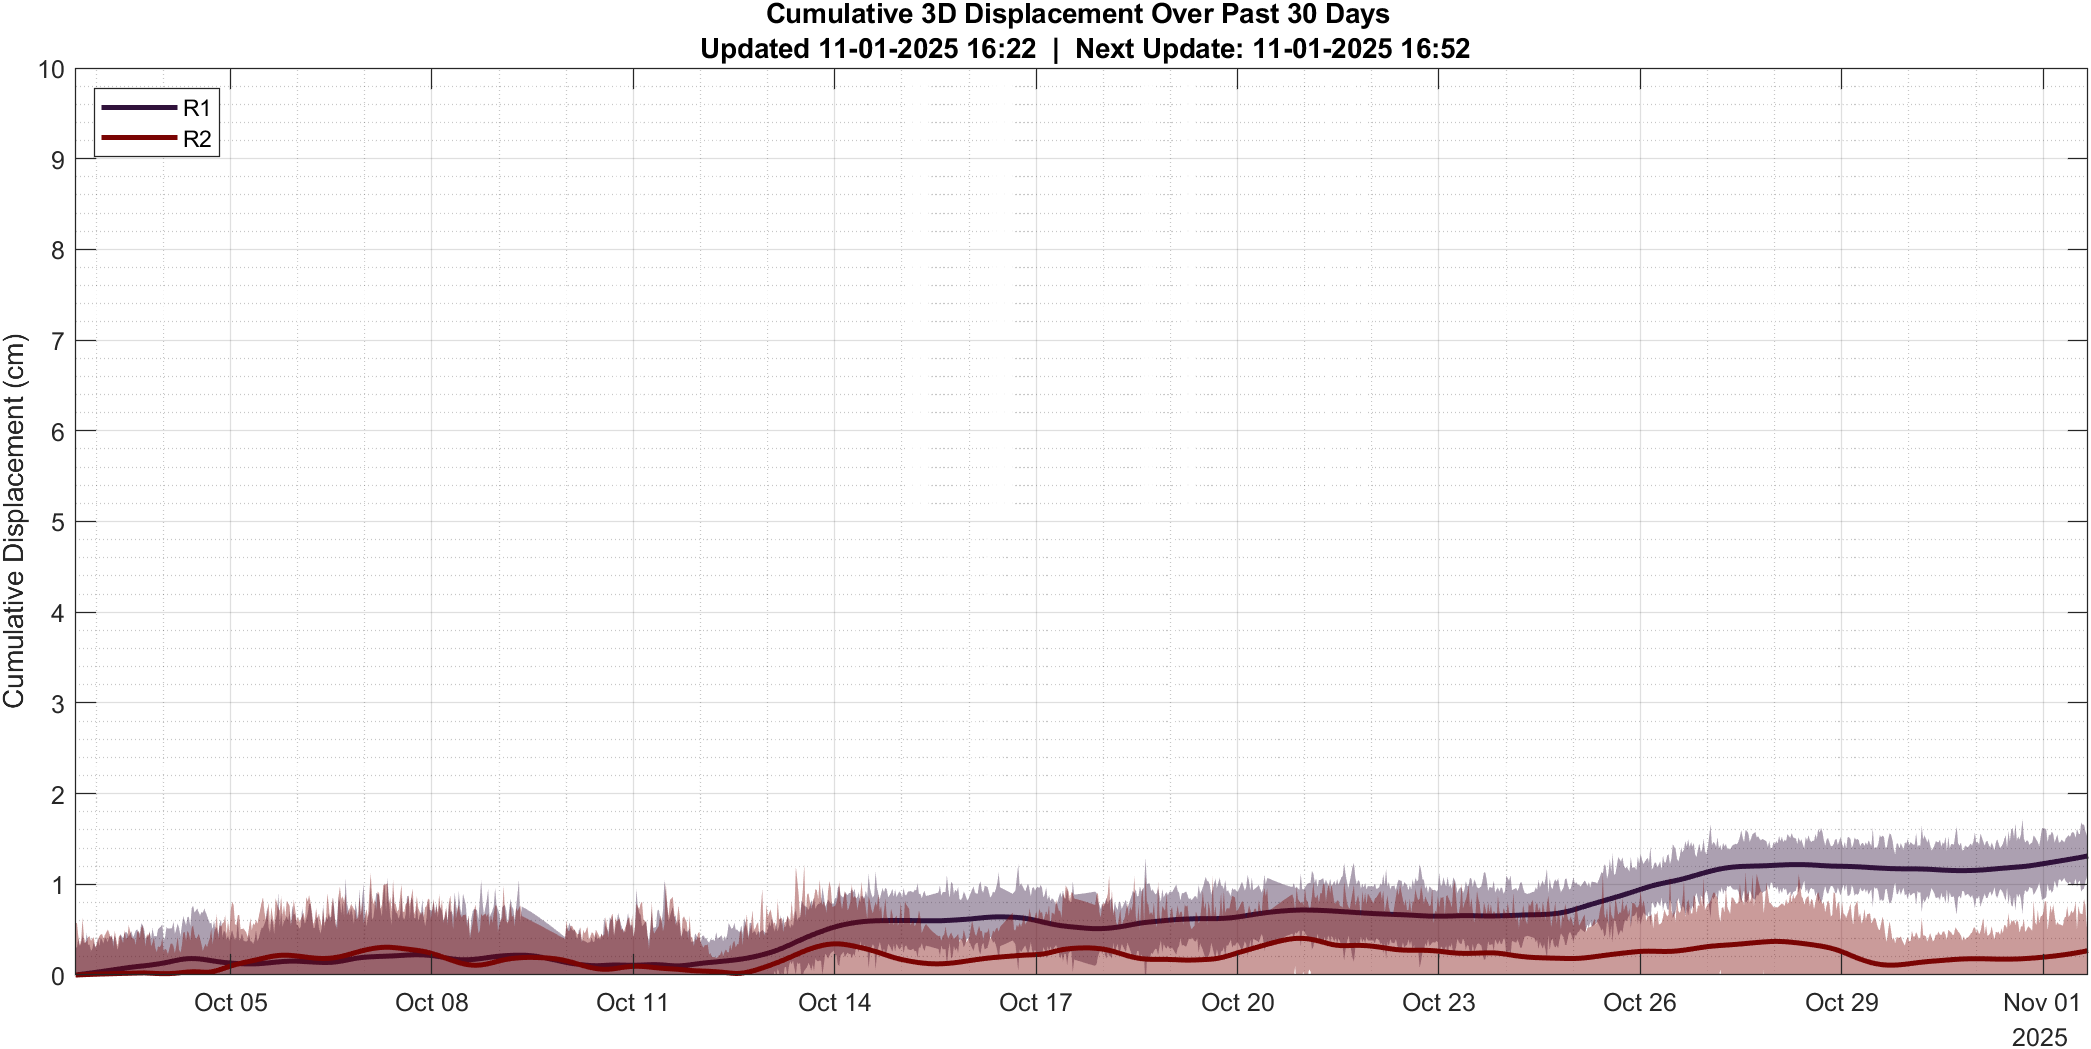 Cumulative 3D Displacement Over Past 30 Days
Updated 11-01-2025 16:22 | Next Update: 11-01-2025 16:52
R1
R2
Cumulative Displacement (cm)
10
9
8
7
6
5
4
3
2
1
0
Oct 05 Oct 08 Oct 11 Oct 14 Oct 17 Oct 20 Oct 23 Oct 26 Oct 29 Nov 01
2025